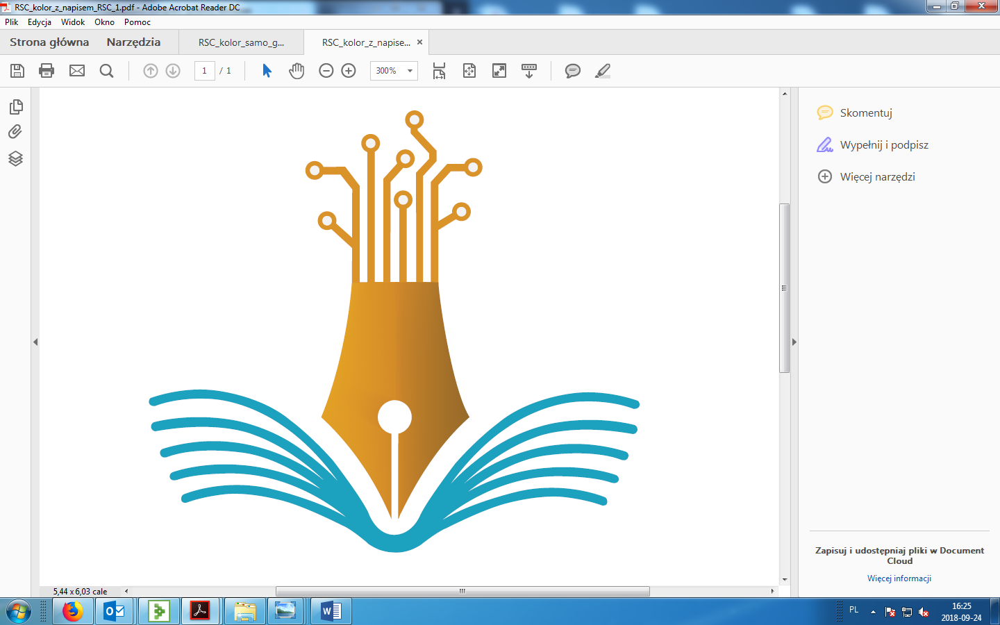 RSC_kolor_z_napisem_RSC_1.pdf - Adobe Acrobat Reader DC
Plik Edycja Widok Okno Pomoc
Strona główna Narzędzia RSC_kolor_samo_g... RSC_kolor_z_napise... ×
1 / 1 300%
Skomentuj
Wypełnij i podpisz
Więcej narzędzi
Zapisuj i udostępniaj pliki w Document
Cloud
Więcej informacji
5,44 x 6,03 cale
PL
16:25
2018-09-24